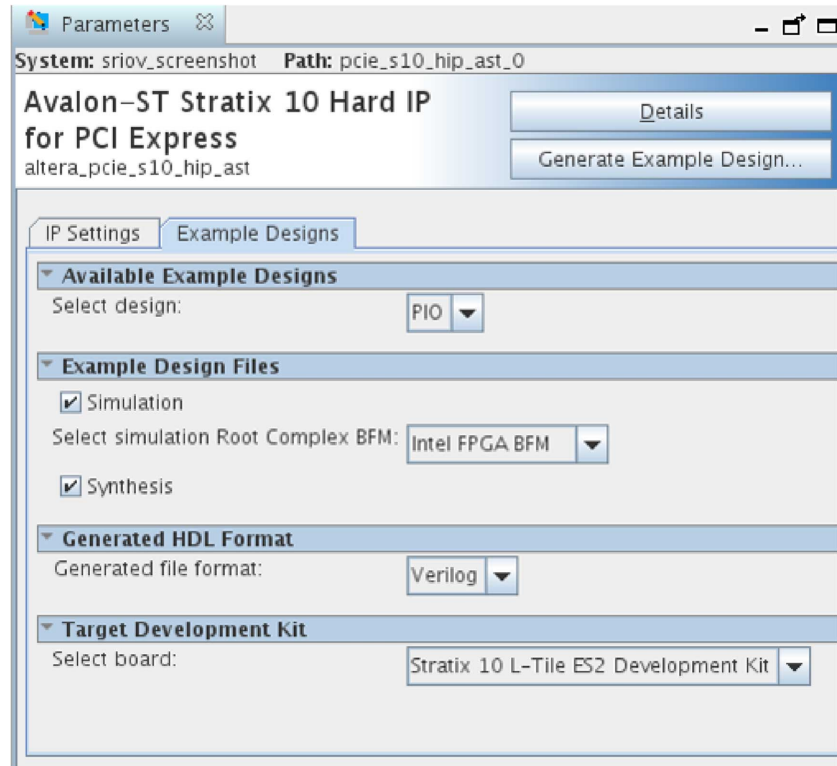 Parameters
System: sriov_screenshot Path: pcie_s10_hip_ast_0
Avalon-ST Stratix 10 Hard IP
for PCI Express
altera_pcie_s10_hip_ast
Details
Generate Example Design...
IP Settings
Example Designs
Available Example Designs
Select design:
PIO
Example Design Files
Simulation
Select simulation Root Complex BFM:
Intel FPGA BFM
Synthesis
Generated HDL Format
Generated file format:
Verilog
Target Development Kit
Select board:
Stratix 10 L-Tile ES2 Development Kit